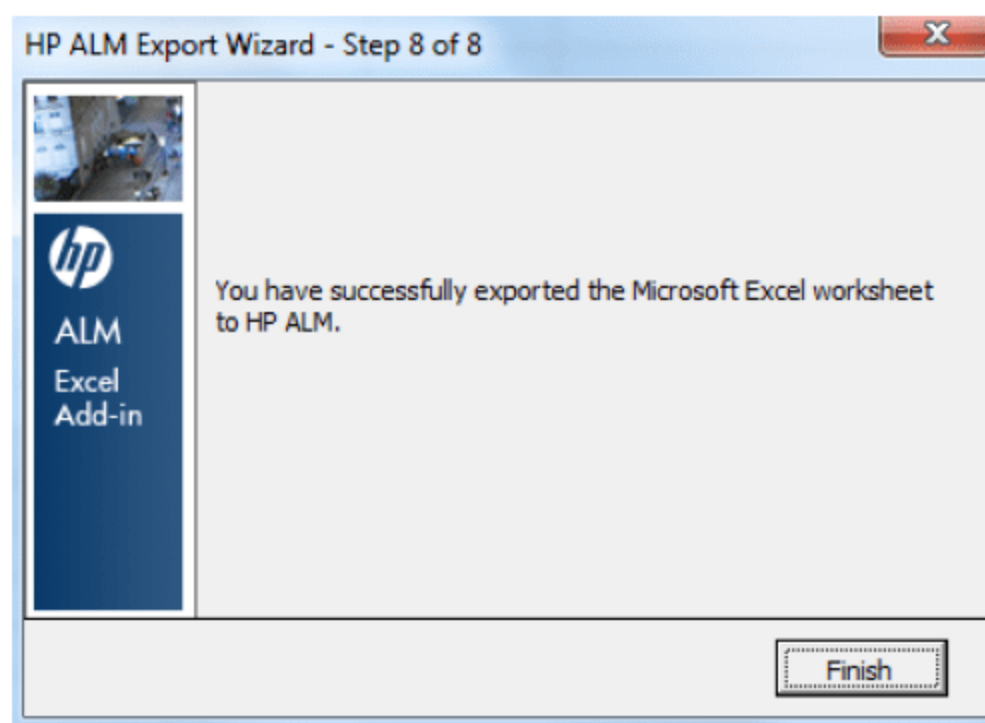 HP ALM Export Wizard - Step 8 of 8
hp
ALM
Excel
Add-in
You have successfully exported the Microsoft Excel worksheet
to HP ALM.
Finish